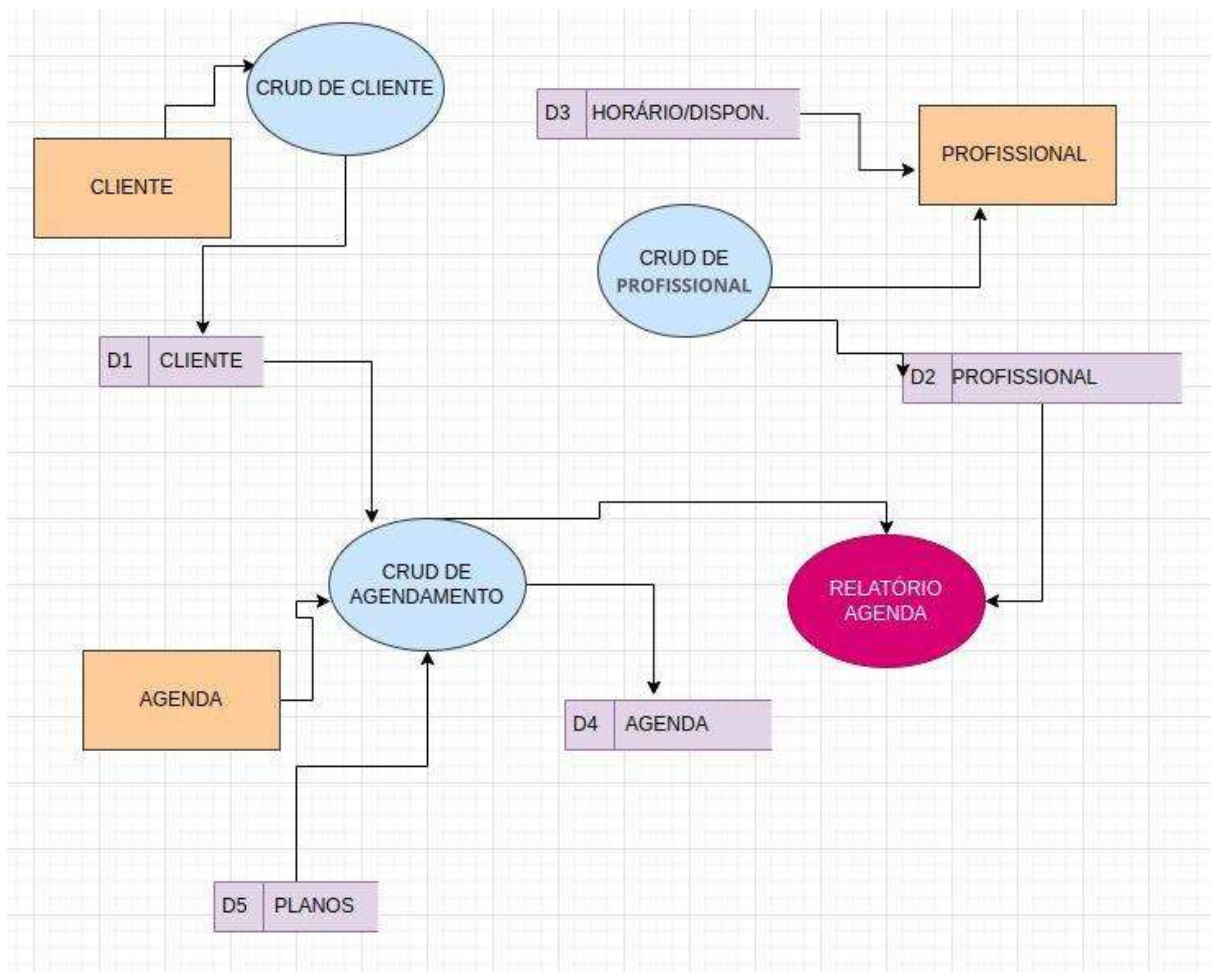 CRUD DE CLIENTE
D3 HORÁRIO/DISPON.
PROFISSIONAL
CLIENTE
CRUD DE
PROFISSIONAL
D1 CLIENTE
D2 PROFISSIONAL
CRUD DE
AGENDAMENTO
RELATÓRIO
AGENDA
AGENDA
D4 AGENDA
D5 PLANOS